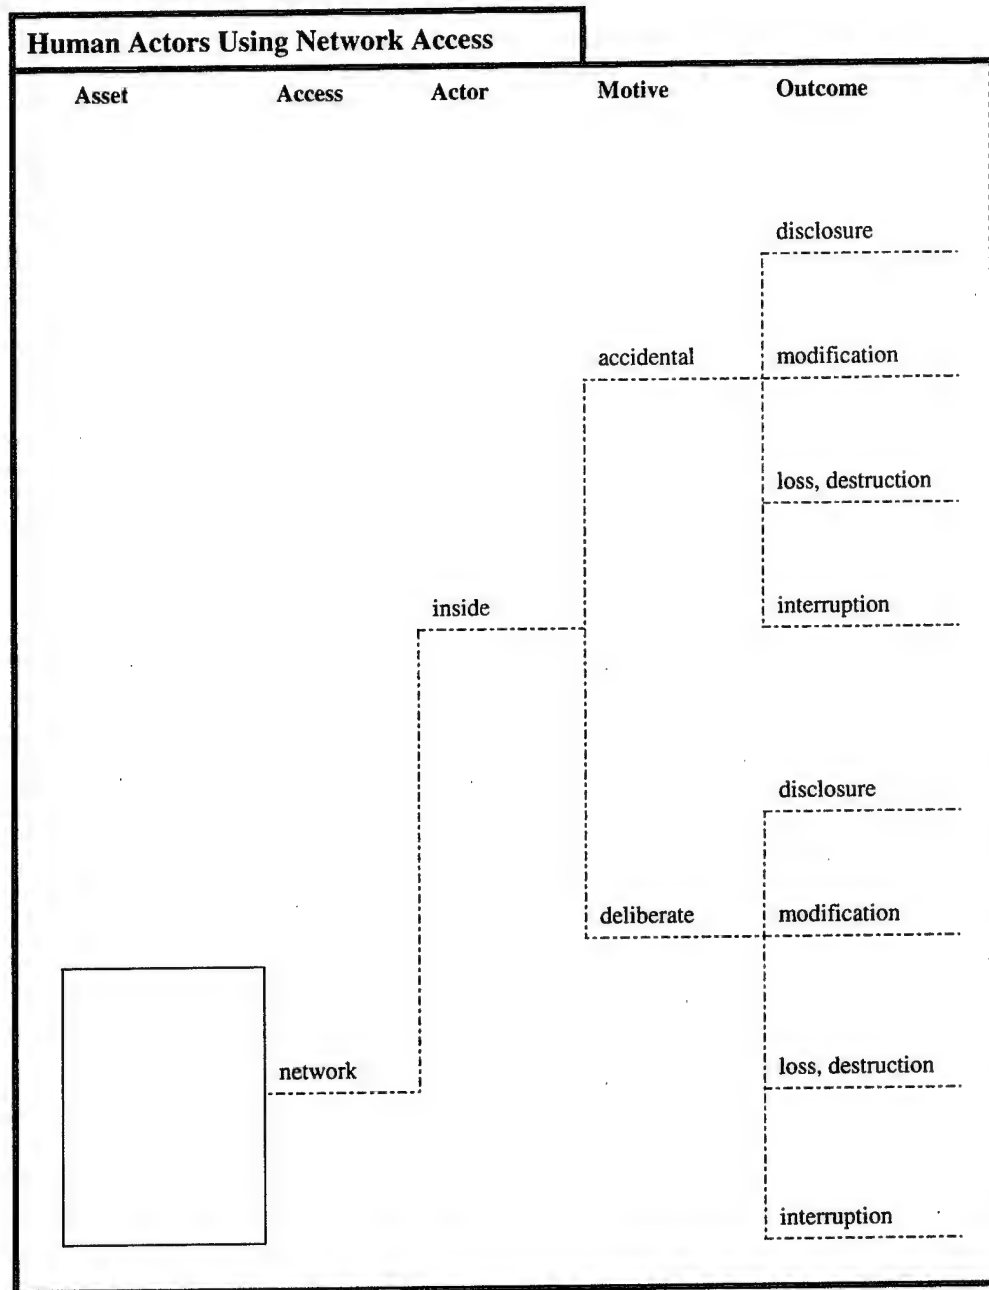 Human Actors Using Network Access
Asset Access Actor Motive Outcome
disclosure
accidental modification
loss, destruction
inside interruption
disclosure
deliberate modification
network loss, destruction
interruption